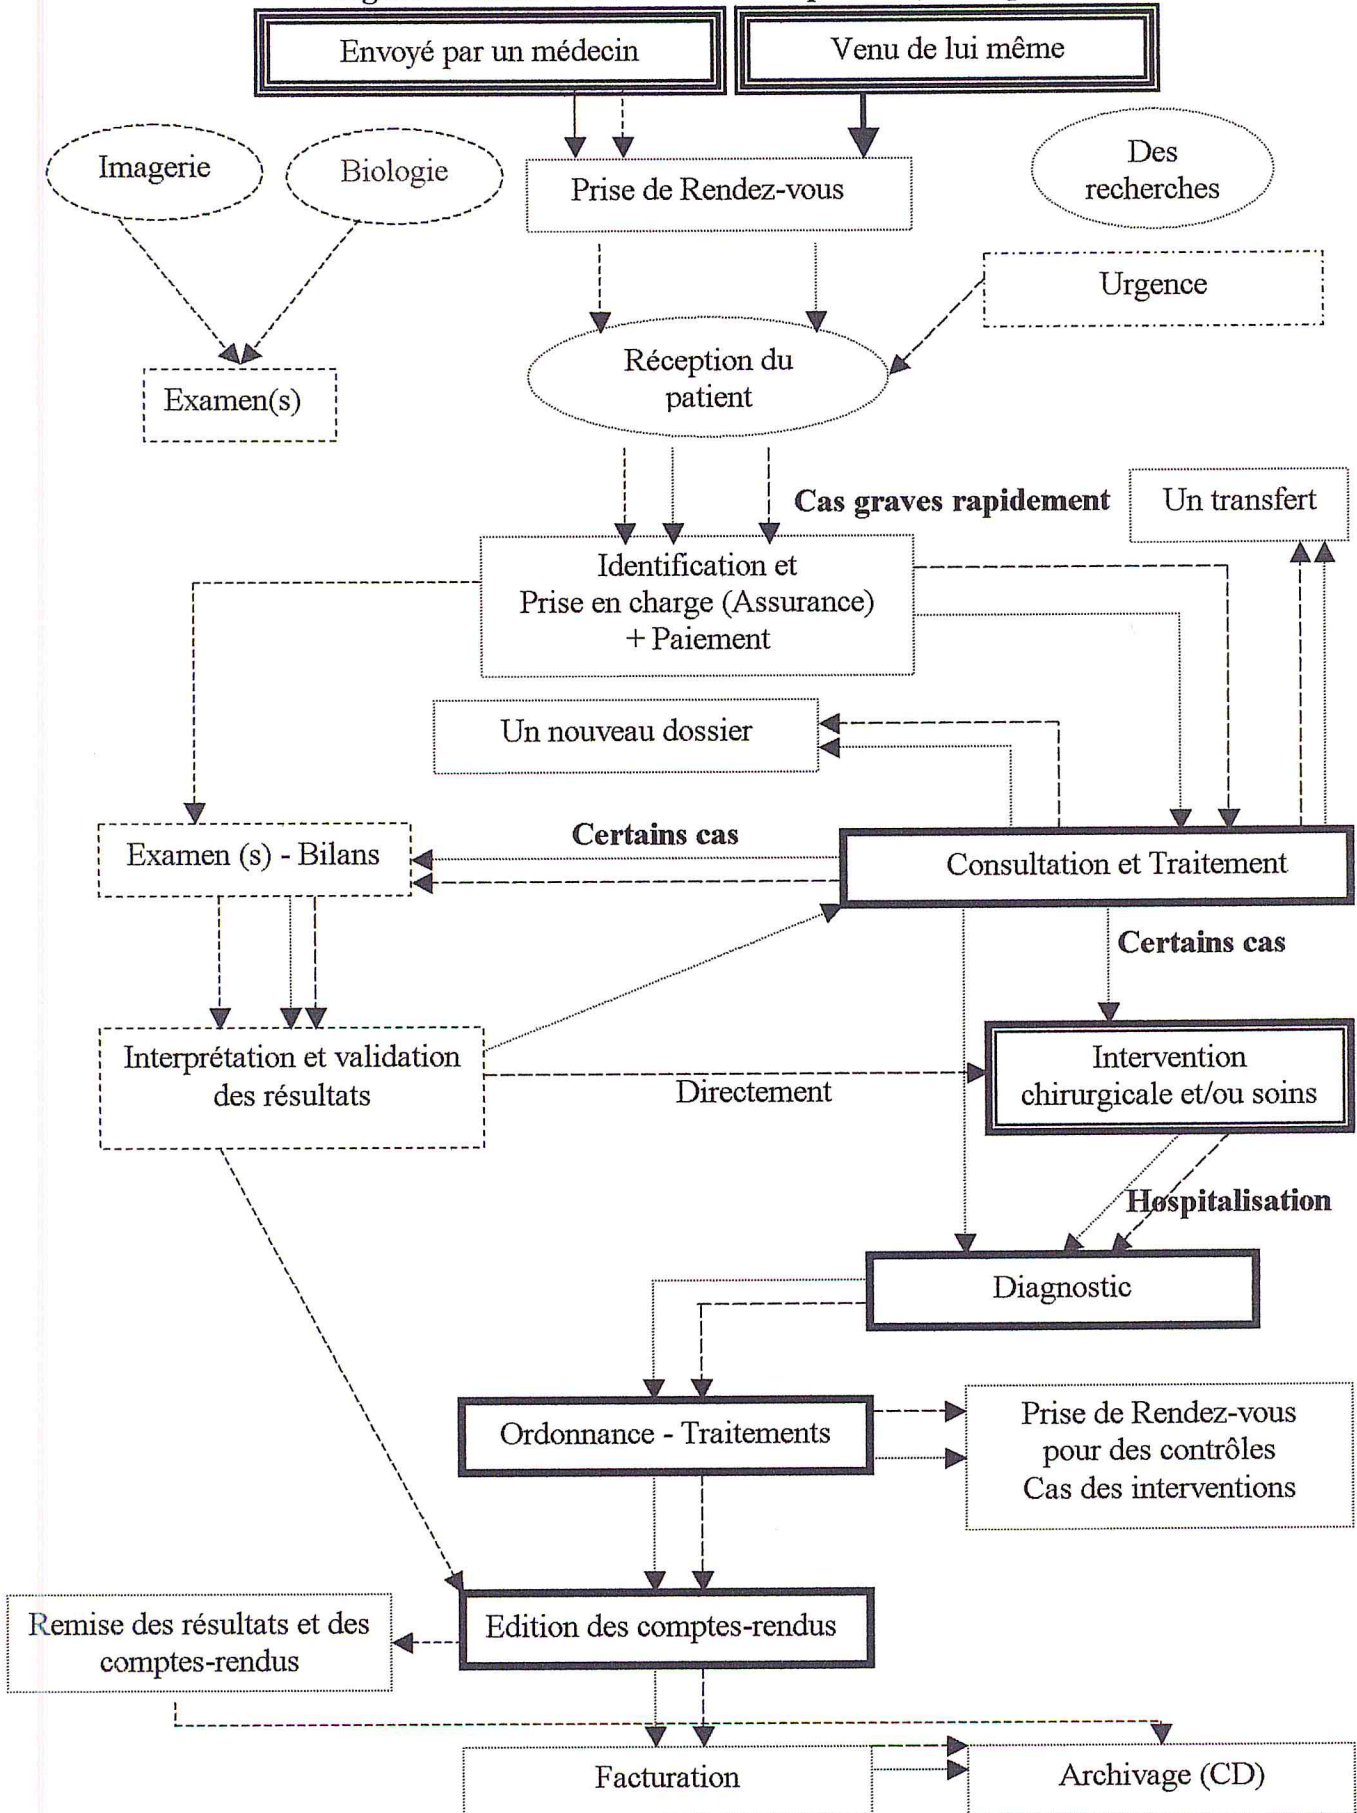 Envoyé par un médecin
Venu de lui même
Imagerie
Biologie
Prise de Rendez-vous
Des
recherches
Urgence
Réception du
patient
Examen(s)
Cas graves rapidement
Un transfert
Identification et
Prise en charge (Assurance)
+ Paiement
Un nouveau dossier
Certains cas
Examen (s) - Bilans
Consultation et Traitement
Certains cas
Interprétation et validation
des résultats
Directement
Intervention
chirurgicale et/ou soins
Hospitalisation
Diagnostic
Ordonnance - Traitements
Prise de Rendez-vous
pour des contrôles
Cas des interventions
Remise des résultats et des
comptes-rendus
Edition des comptes-rendus
Facturation
Archivage (CD)